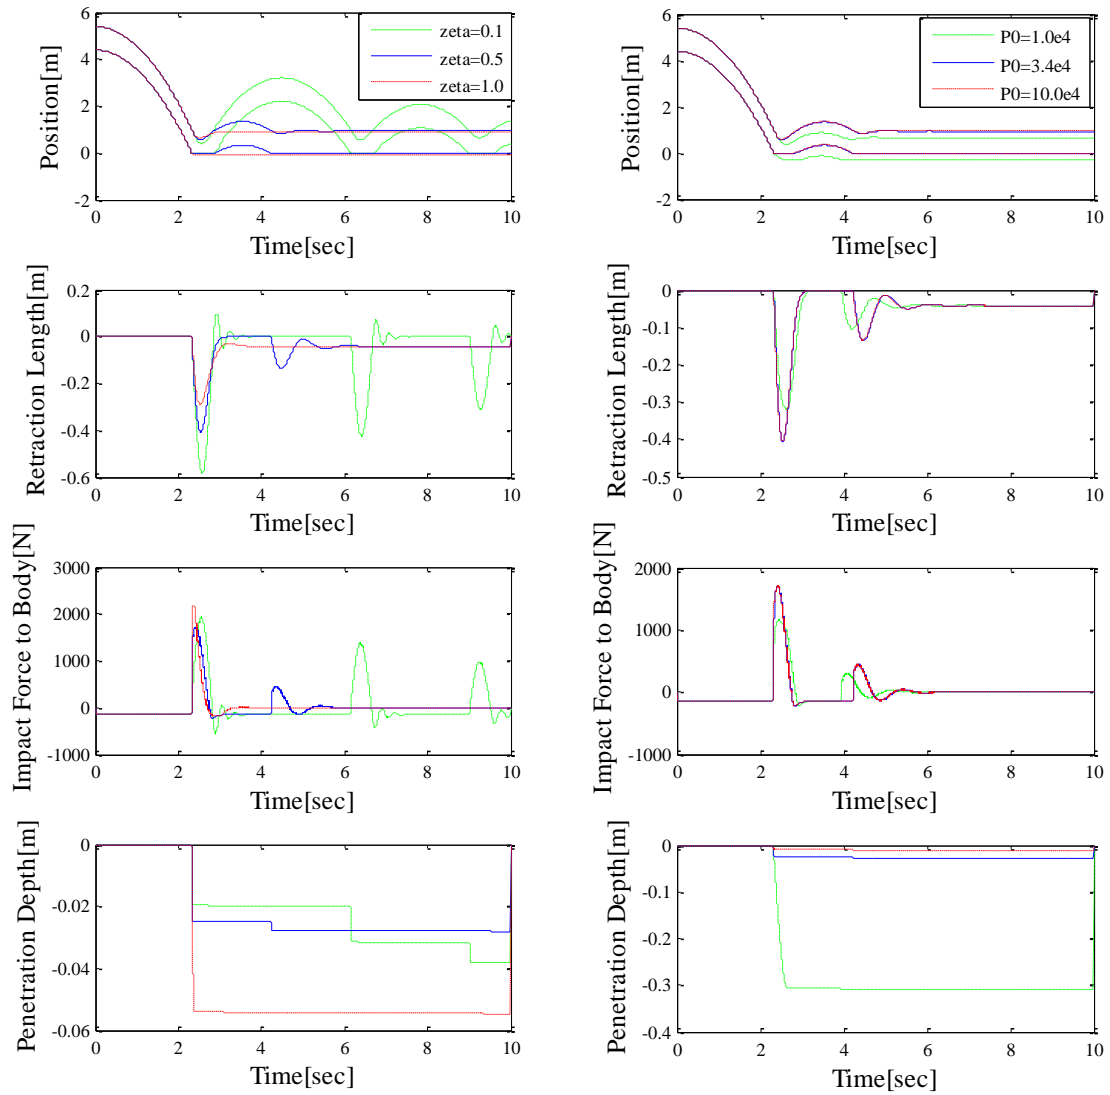 6
4
2
0
-2
Position[m]
zeta=0.1
zeta=0.5
zeta=1.0
0 2 4 6 8 10
Time[sec]
6
4
2
0
-2
Position[m]
P0=1.0e4
P0=3.4e4
P0=10.0e4
0 2 4 6 8 10
Time[sec]
0.2
0
-0.2
-0.4
-0.6
Retraction Length[m]
0 2 4 6 8 10
Time[sec]
0
-0.1
-0.2
-0.3
-0.4
-0.5
Retraction Length[m]
0 2 4 6 8 10
Time[sec]
3000
2000
1000
0
-1000
Impact Force to Body[N]
0 2 4 6 8 10
Time[sec]
2000
1000
0
-1000
Impact Force to Body[N]
0 2 4 6 8 10
Time[sec]
0
-0.02
-0.04
-0.06
Penetration Depth[m]
0 2 4 6 8 10
Time[sec]
0
-0.1
-0.2
-0.3
-0.4
Penetration Depth[m]
0 2 4 6 8 10
Time[sec]